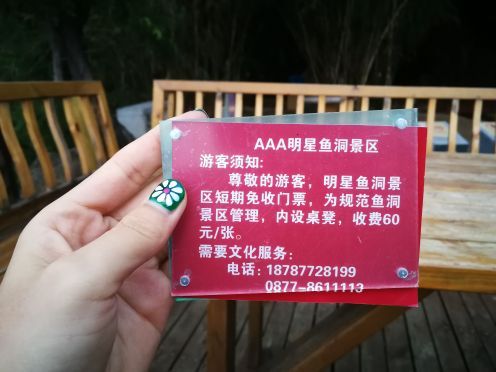 AAA明星鱼洞景区
游客须知:
尊敬的游客，明星鱼洞景
区短期免收门票，为规范鱼洞
景区管理，内设桌凳，收费60
元/张。
需要文化服务:
电话: 18787728199
0877-8611113